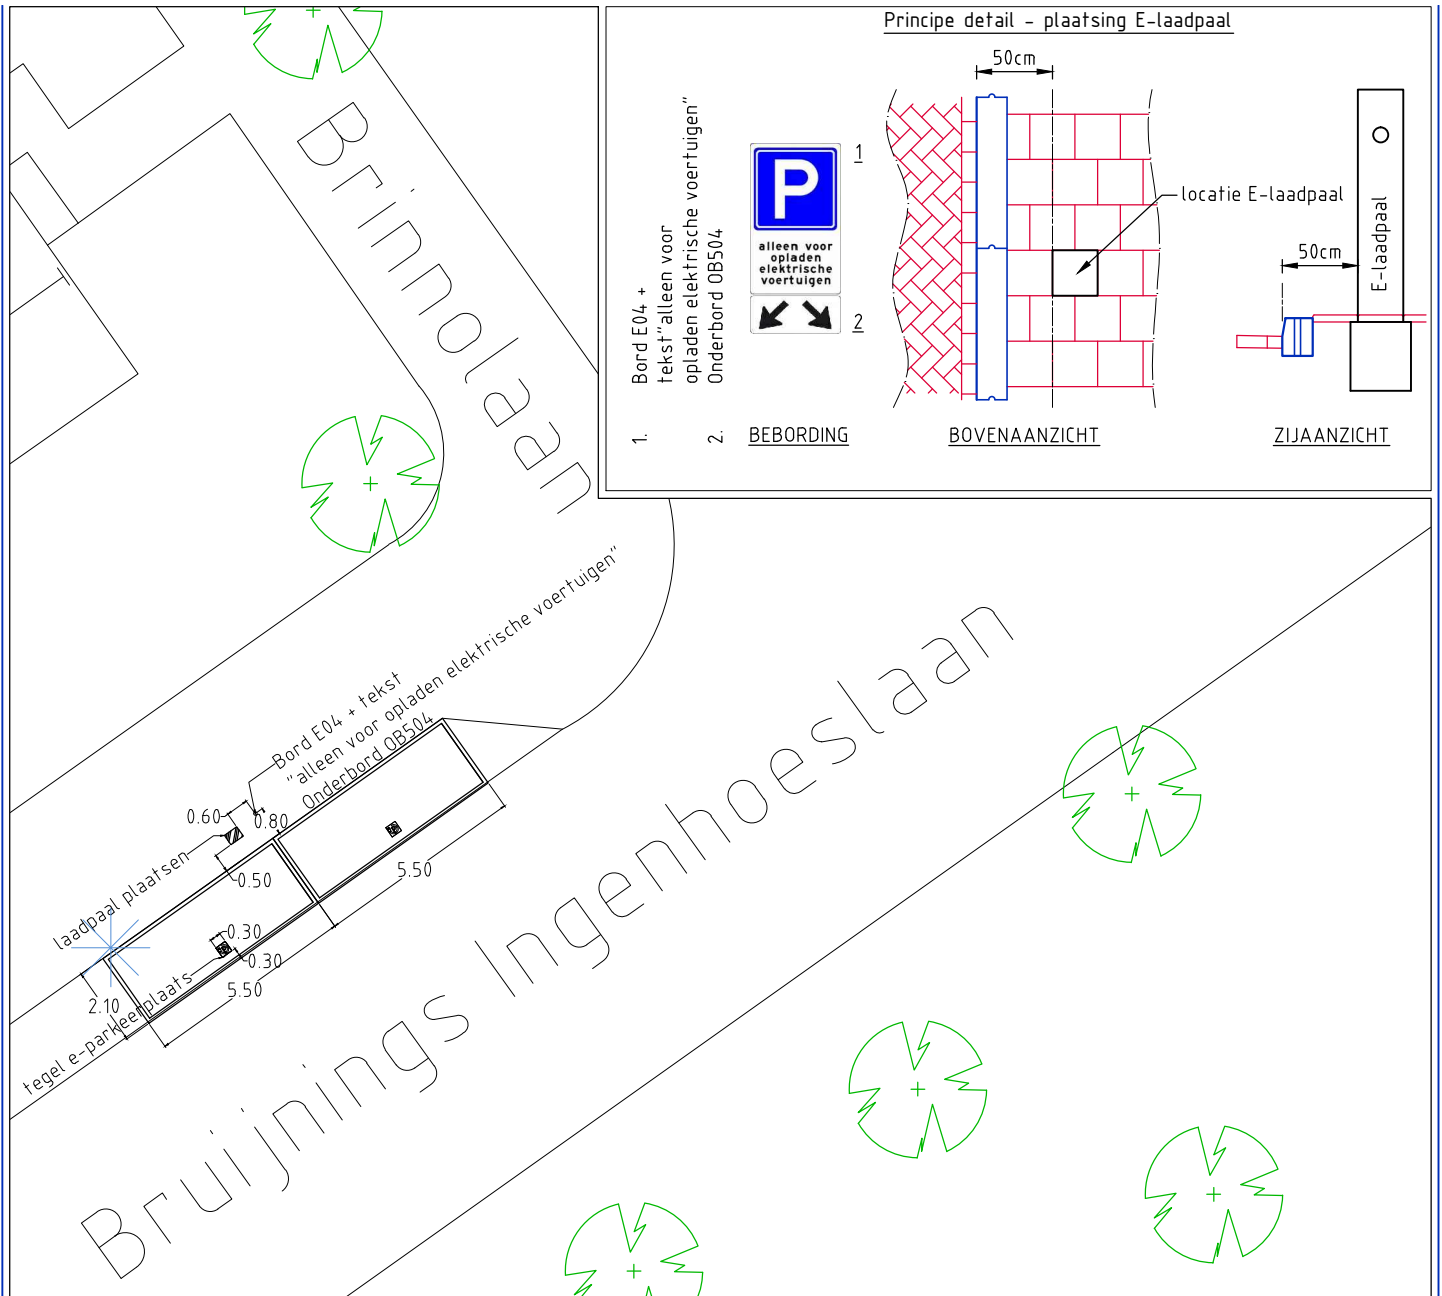 Principe detail - plaatsing E-laadpaal
50cm
1. Bord E04 +
tekst"alleen voor
opladen elektrische voertuigen"
2. Onderbord OB504
P
alleen voor
opladen
elektrische
voertuigen
1
2
locatie E-laadpaal
50cm
E-laadpaal
BEBORDING
BOVENAANZICHT
ZIJAANZICHT
Brinnolaan
Bord E04 + tekst
"alleen voor opladen elektrische voertuigen"
Onderbord OB504
0.60
0.80
laadpaal plaatsen
0.50
5.50
0.30
0.30
2.10
5.50
tegel e-parkeerplaats
Bruijnings Ingenhoeslaan